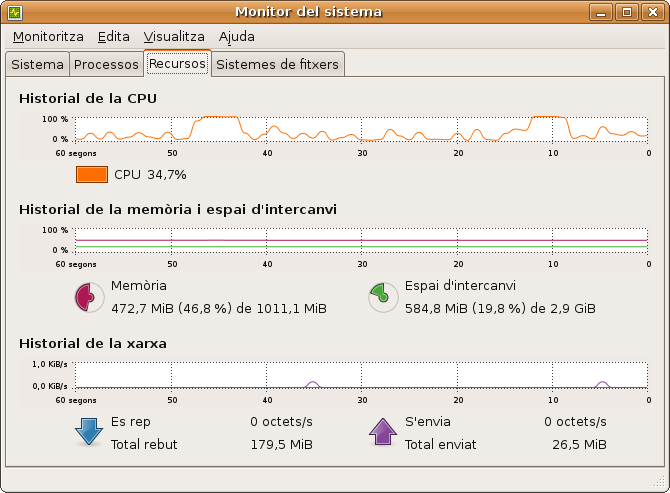 Monitor del sistema
Monitoritza Edita Visualitza Ajuda
Sistema Processos Recursos Sistemes de fitxers
Historial de la CPU
100 %
0 %
60 segons 50 40 30 20 10 0
CPU 34,7%
Historial de la memòria i espai d'intercanvi
100 %
0 %
60 segons 50 40 30 20 10 0
Memòria Espai d'intercanvi
472,7 MiB (46,8 %) de 1011,1 MiB 584,8 MiB (19,8 %) de 2,9 GiB
Historial de la xarxa
1,0 KiB/s
0,0 KiB/s
60 segons 50 40 30 20 10 0
Es rep 0 octets/s S'envia 0 octets/s
Total rebut 179,5 MiB Total enviat 26,5 MiB